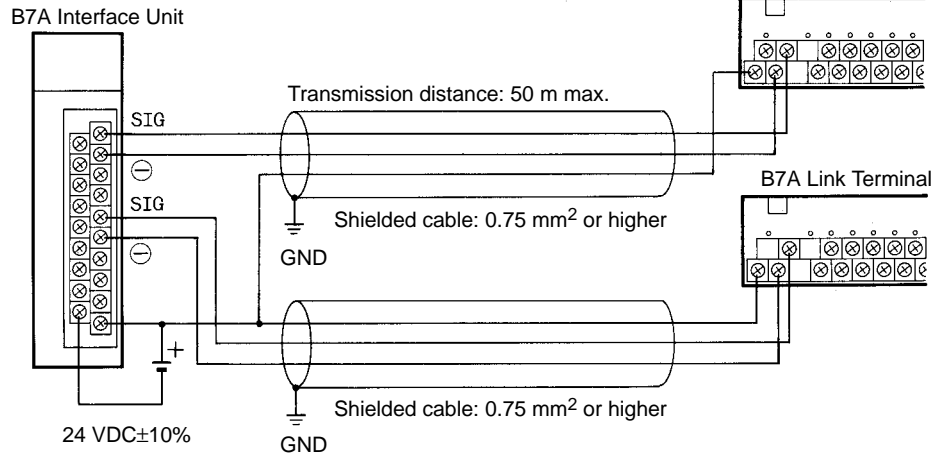 B7A Interface Unit
Transmission distance: 50 m max.
SIG
⊖
SIG
⊖
Shielded cable: 0.75 mm² or higher
GND
B7A Link Terminal
+
Shielded cable: 0.75 mm² or higher
24 VDC±10%
GND